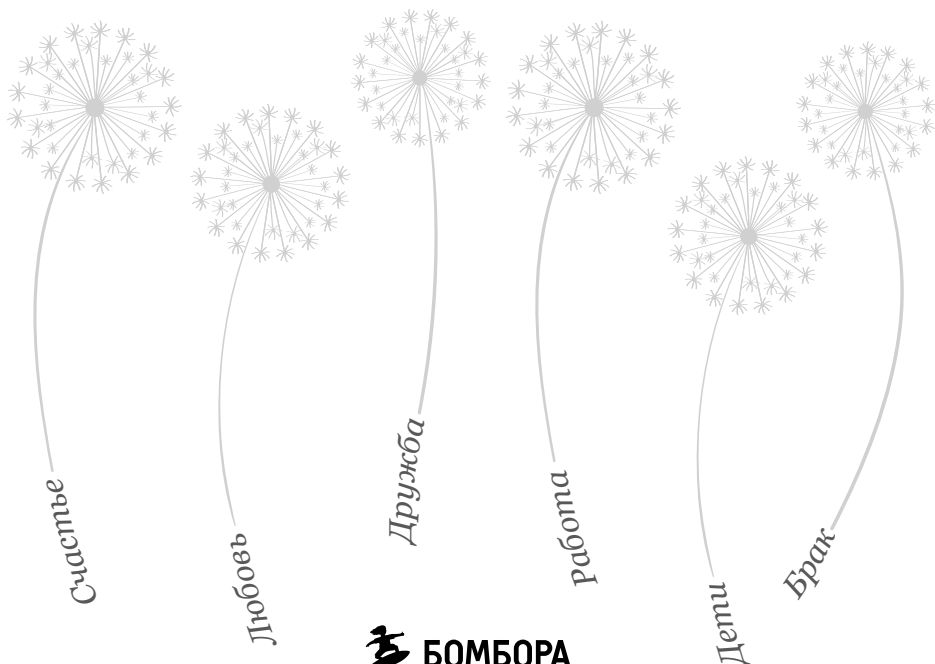 Счастье
Любовь
Дружба
Работа
Дети
Брак
БОМБОРА